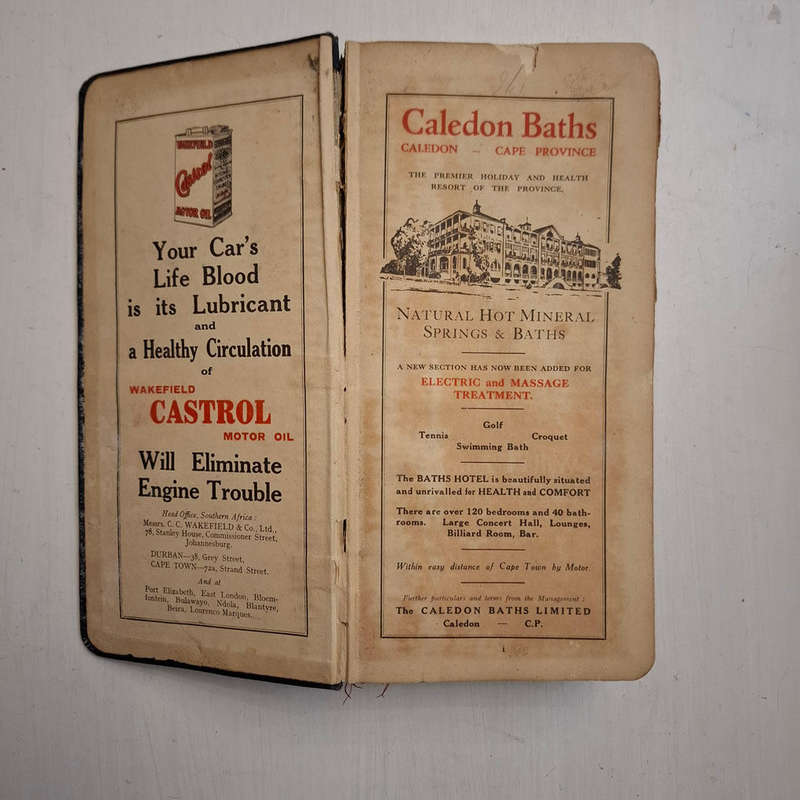 WAKEFIELD
Castrol
MOTOR OIL
Your Car's
Life Blood
is its Lubricant
and
a Healthy Circulation
of
WAKEFIELD
CASTROL
MOTOR OIL
Will Eliminate
Engine Trouble
Head Office, Southern Africa :
Messrs. C. C. WAKEFIELD & Co., Ltd.,
78, Stanley House, Commissioner Street,
Johannesburg.
DURBAN—38, Grey Street,
CAPE TOWN—72a, Strand Street.
And at
Port Elizabeth, East London, Bloem-
fontein, Bulawayo, Ndola, Blantyre,
Beira, Lourenco Marques.
Caledon Baths
CALEDON — CAPE PROVINCE
THE PREMIER HOLIDAY AND HEALTH
RESORT OF THE PROVINCE.
NATURAL HOT MINERAL
SPRINGS & BATHS
A NEW SECTION HAS NOW BEEN ADDED FOR
ELECTRIC and MASSAGE
TREATMENT.
Golf
Tennis Croquet
Swimming Bath
The BATHS HOTEL is beautifully situated
and unrivalled for HEALTH and COMFORT
There are over 120 bedrooms and 40 bath-
rooms. Large Concert Hall, Lounges,
Billiard Room, Bar.
Within easy distance of Cape Town by Motor.
Further particulars and terms from the Management :
The CALEDON BATHS LIMITED
Caledon — C.P.
1